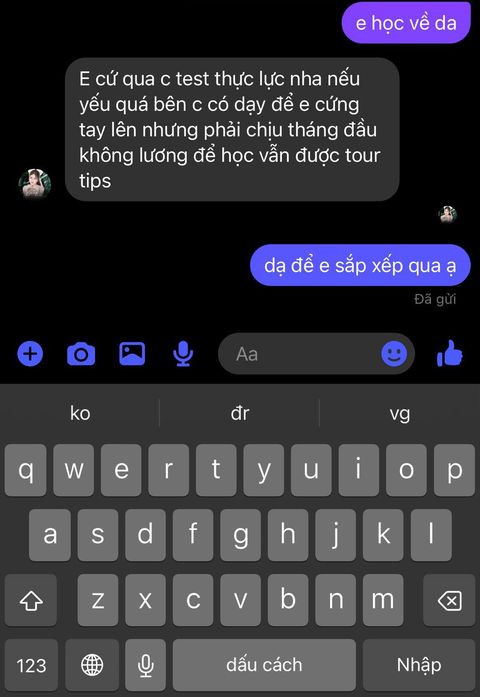 e học về da
E cứ qua c test thực lực nha nếu
yếu quá bên c có dạy để e cứng
tay lên nhưng phải chịu tháng đầu
không lương để học vẫn được tour
tips
dạ để e sắp xếp qua ạ
Đã gửi
Aa
ko đr vg
q w e r t y u i o p
a s d f g h j k l
z x c v b n m
123 dấu cách Nhập